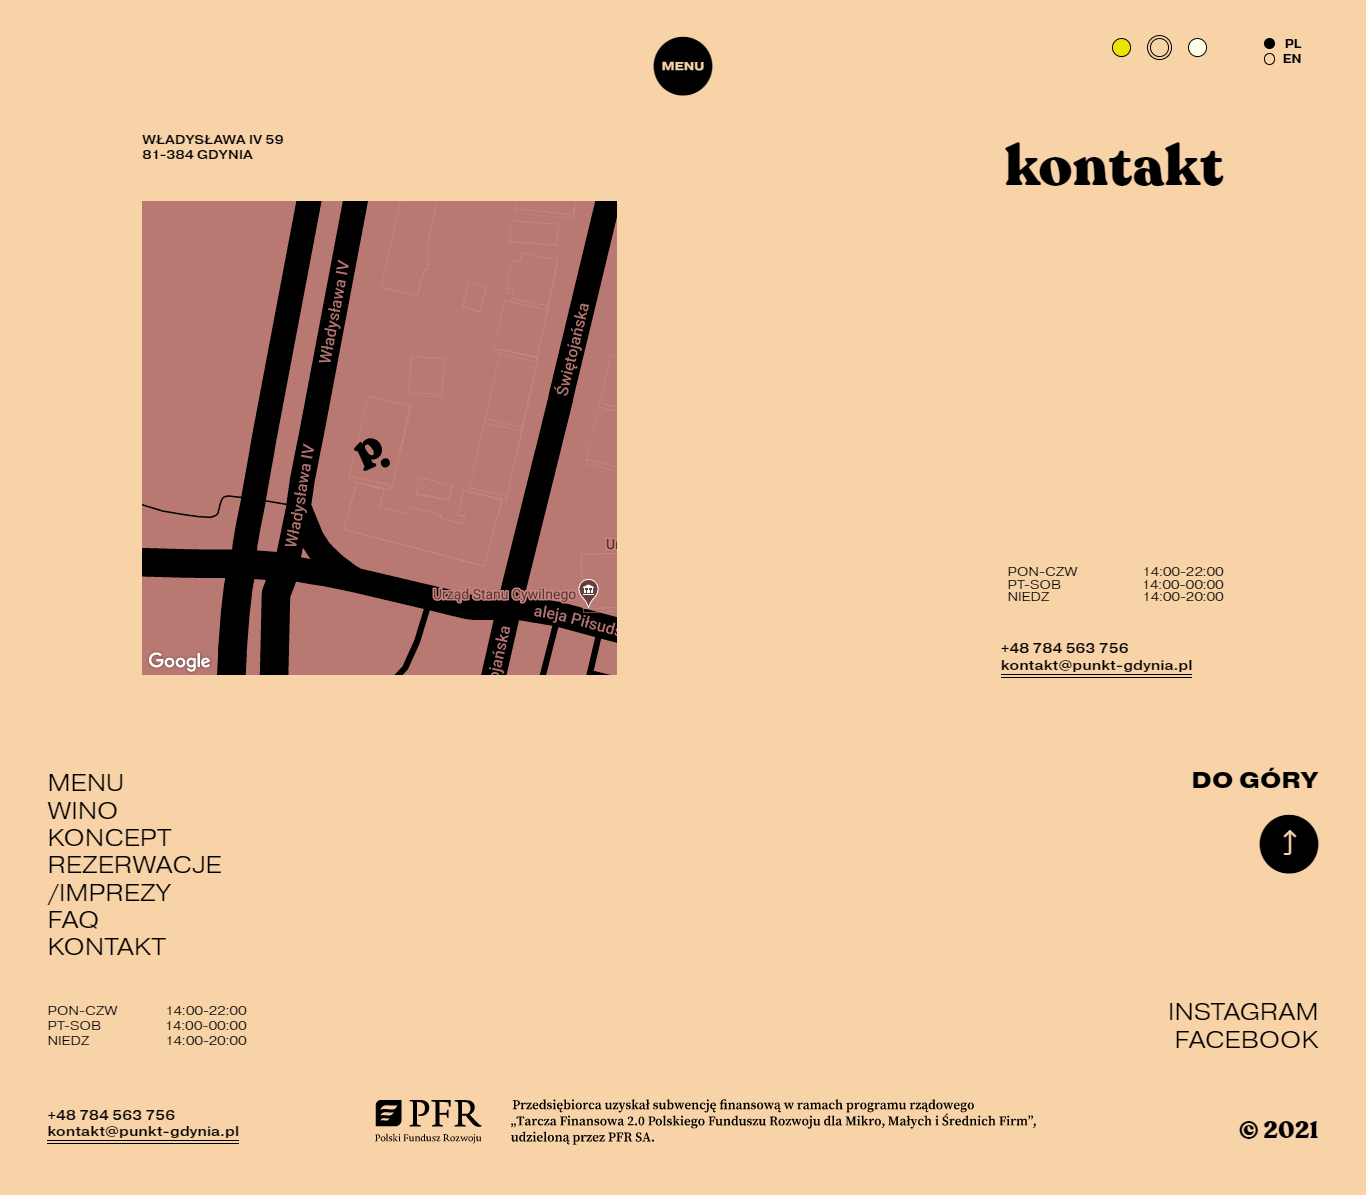 MENU
PL
EN
WŁADYSŁAWA IV 59
81-384 GDYNIA
kontakt
Władysława IV
Świętojańska
p.
Władysława IV
Urząd Stanu Cywilnego
aleja Piłsuds
ojańska
Google
PON-CZW 14:00-22:00
PT-SOB 14:00-00:00
NIEDZ 14:00-20:00
+48 784 563 756
kontakt@punkt-gdynia.pl
MENU
WINO
KONCEPT
REZERWACJE
/IMPREZY
FAQ
KONTAKT
DO GÓRY
PON-CZW 14:00-22:00
PT-SOB 14:00-00:00
NIEDZ 14:00-20:00
INSTAGRAM
FACEBOOK
+48 784 563 756
kontakt@punkt-gdynia.pl
PFR
Polski Fundusz Rozwoju
Przedsiębiorca uzyskał subwencję finansową w ramach programu rządowego
„Tarcza Finansowa 2.0 Polskiego Funduszu Rozwoju dla Mikro, Małych i Średnich Firm”,
udzieloną przez PFR SA.
© 2021